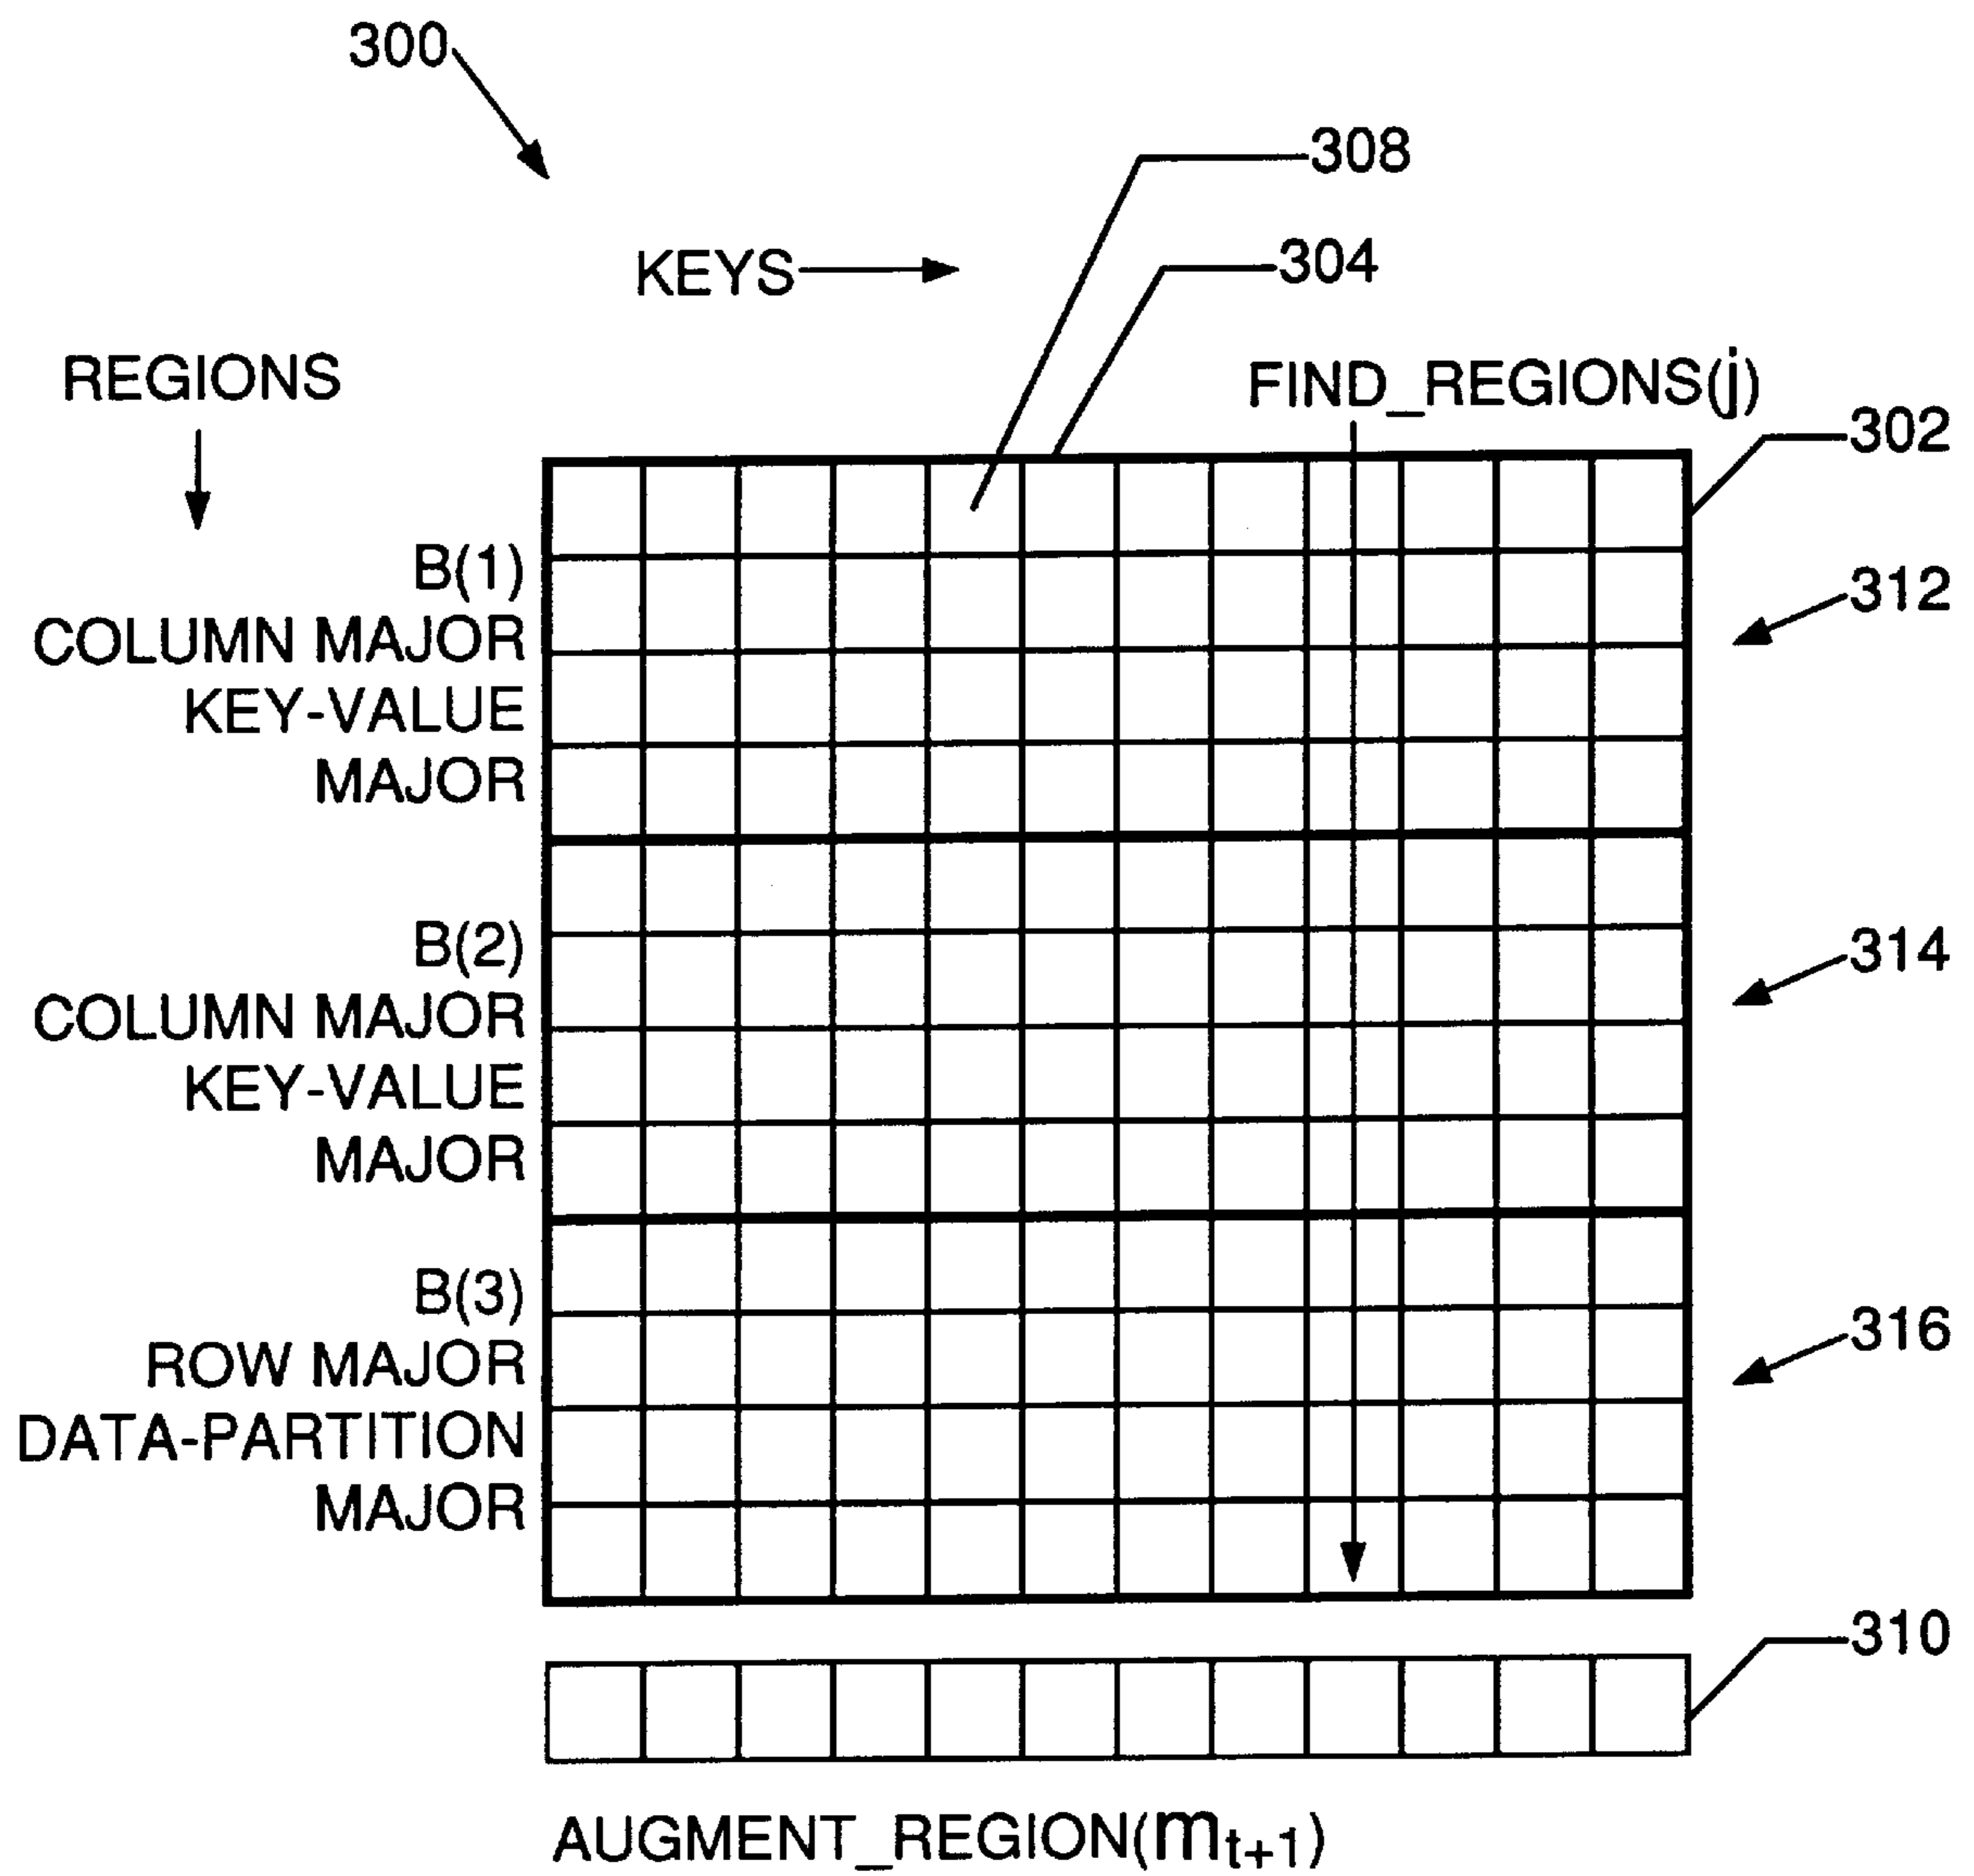 300
308
KEYS
304
REGIONS
FIND_REGIONS(j)
302
B(1)
COLUMN MAJOR
KEY-VALUE
MAJOR
312
B(2)
COLUMN MAJOR
KEY-VALUE
MAJOR
314
B(3)
ROW MAJOR
DATA-PARTITION
MAJOR
316
310
AUGMENT_REGION(mt+1)